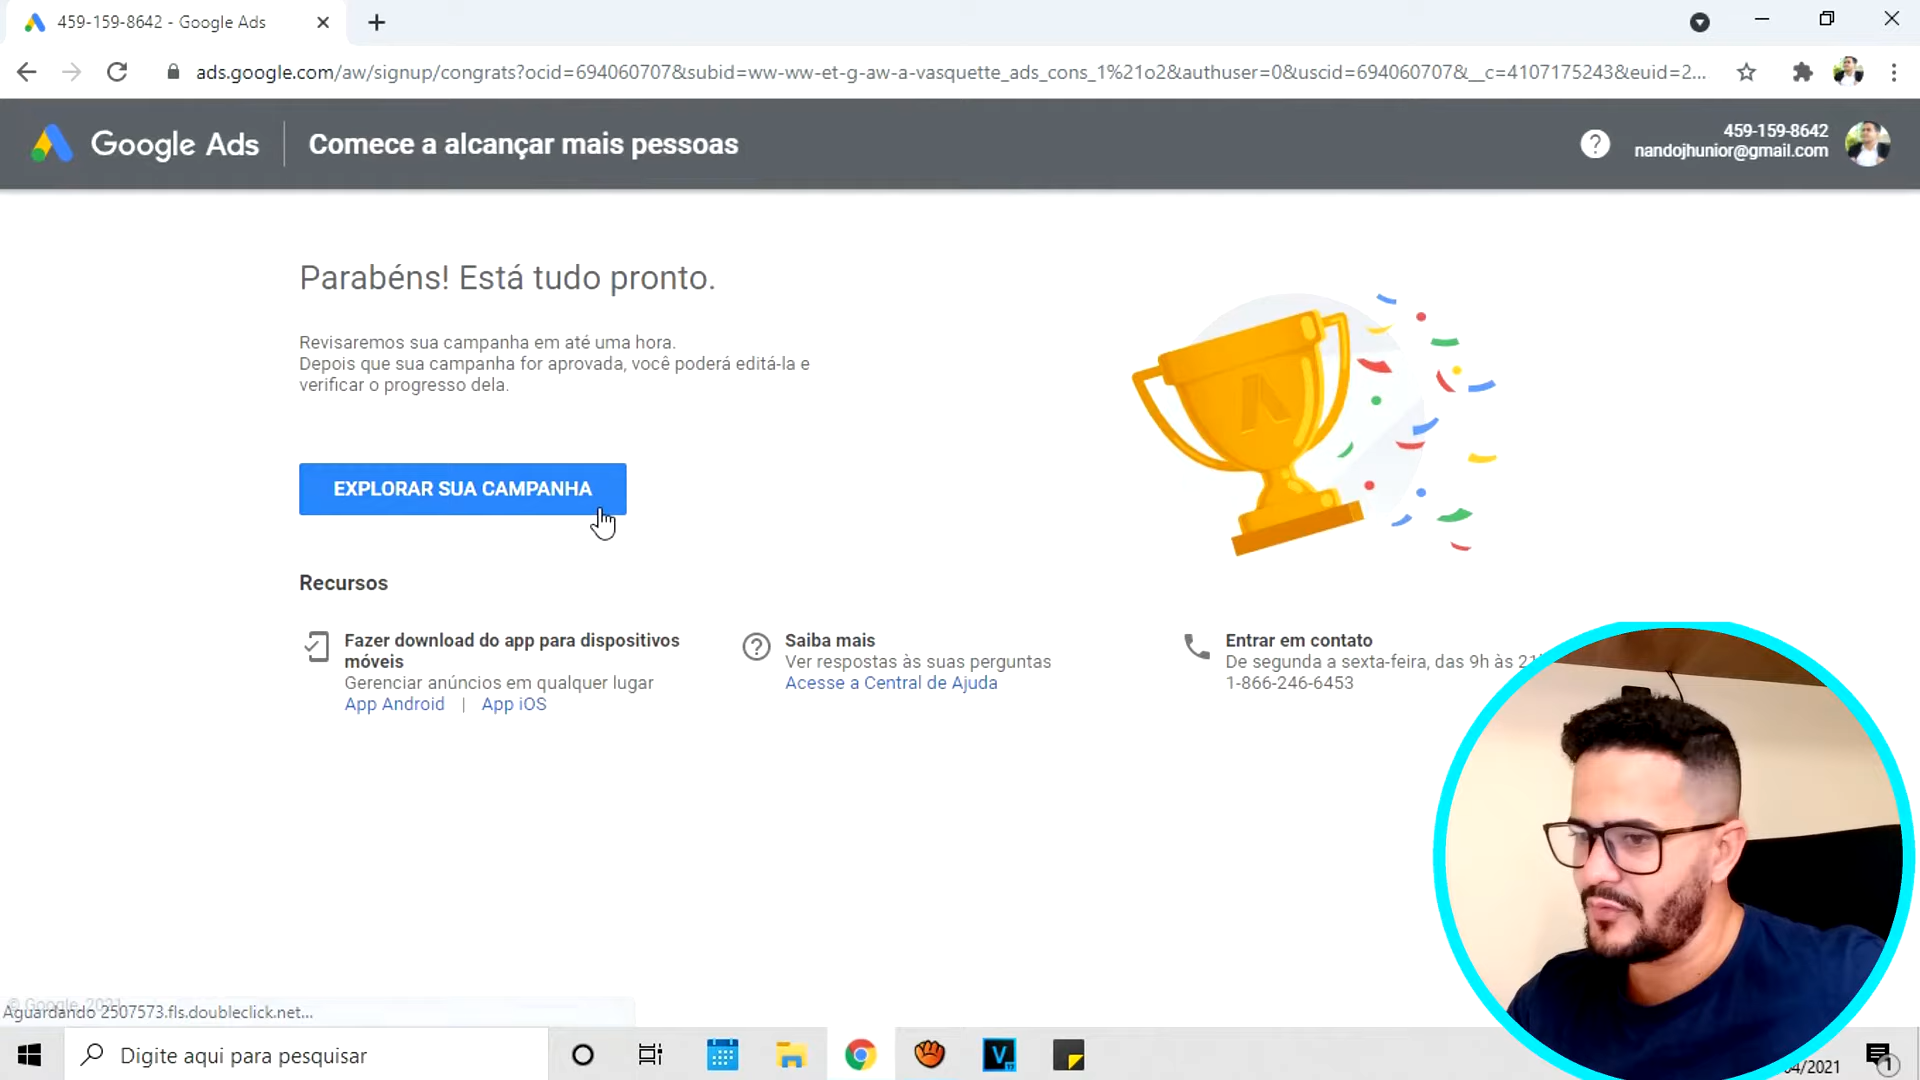 459-159-8642 - Google Ads
ads.google.com/aw/signup/congrats?ocid=694060707&subid=ww-ww-et-g-aw-a-vasquette_ads_cons_1%21o2&authuser=0&uscid=694060707&__c=4107175243&euid=2...
Google Ads
Comece a alcançar mais pessoas
459-159-8642
nandojhunior@gmail.com
Parabéns! Está tudo pronto.
Revisaremos sua campanha em até uma hora.
Depois que sua campanha for aprovada, você poderá editá-la e
verificar o progresso dela.
EXPLORAR SUA CAMPANHA
Recursos
Fazer download do app para dispositivos
móveis
Gerenciar anúncios em qualquer lugar
App Android | App iOS
Saiba mais
Ver respostas às suas perguntas
Acesse a Central de Ajuda
Entrar em contato
De segunda a sexta-feira, das 9h às 21
1-866-246-6453
© Google, 2021
Aguardando 2507573.fls.doubleclick.net...
Digite aqui para pesquisar
04/2021
1